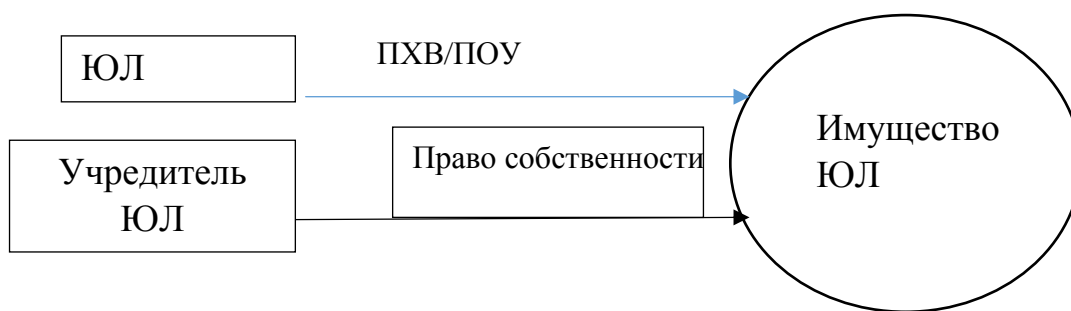 ЮЛ
ПХВ/ПОУ
Учредитель
ЮЛ
Право собственности
Имущество
ЮЛ